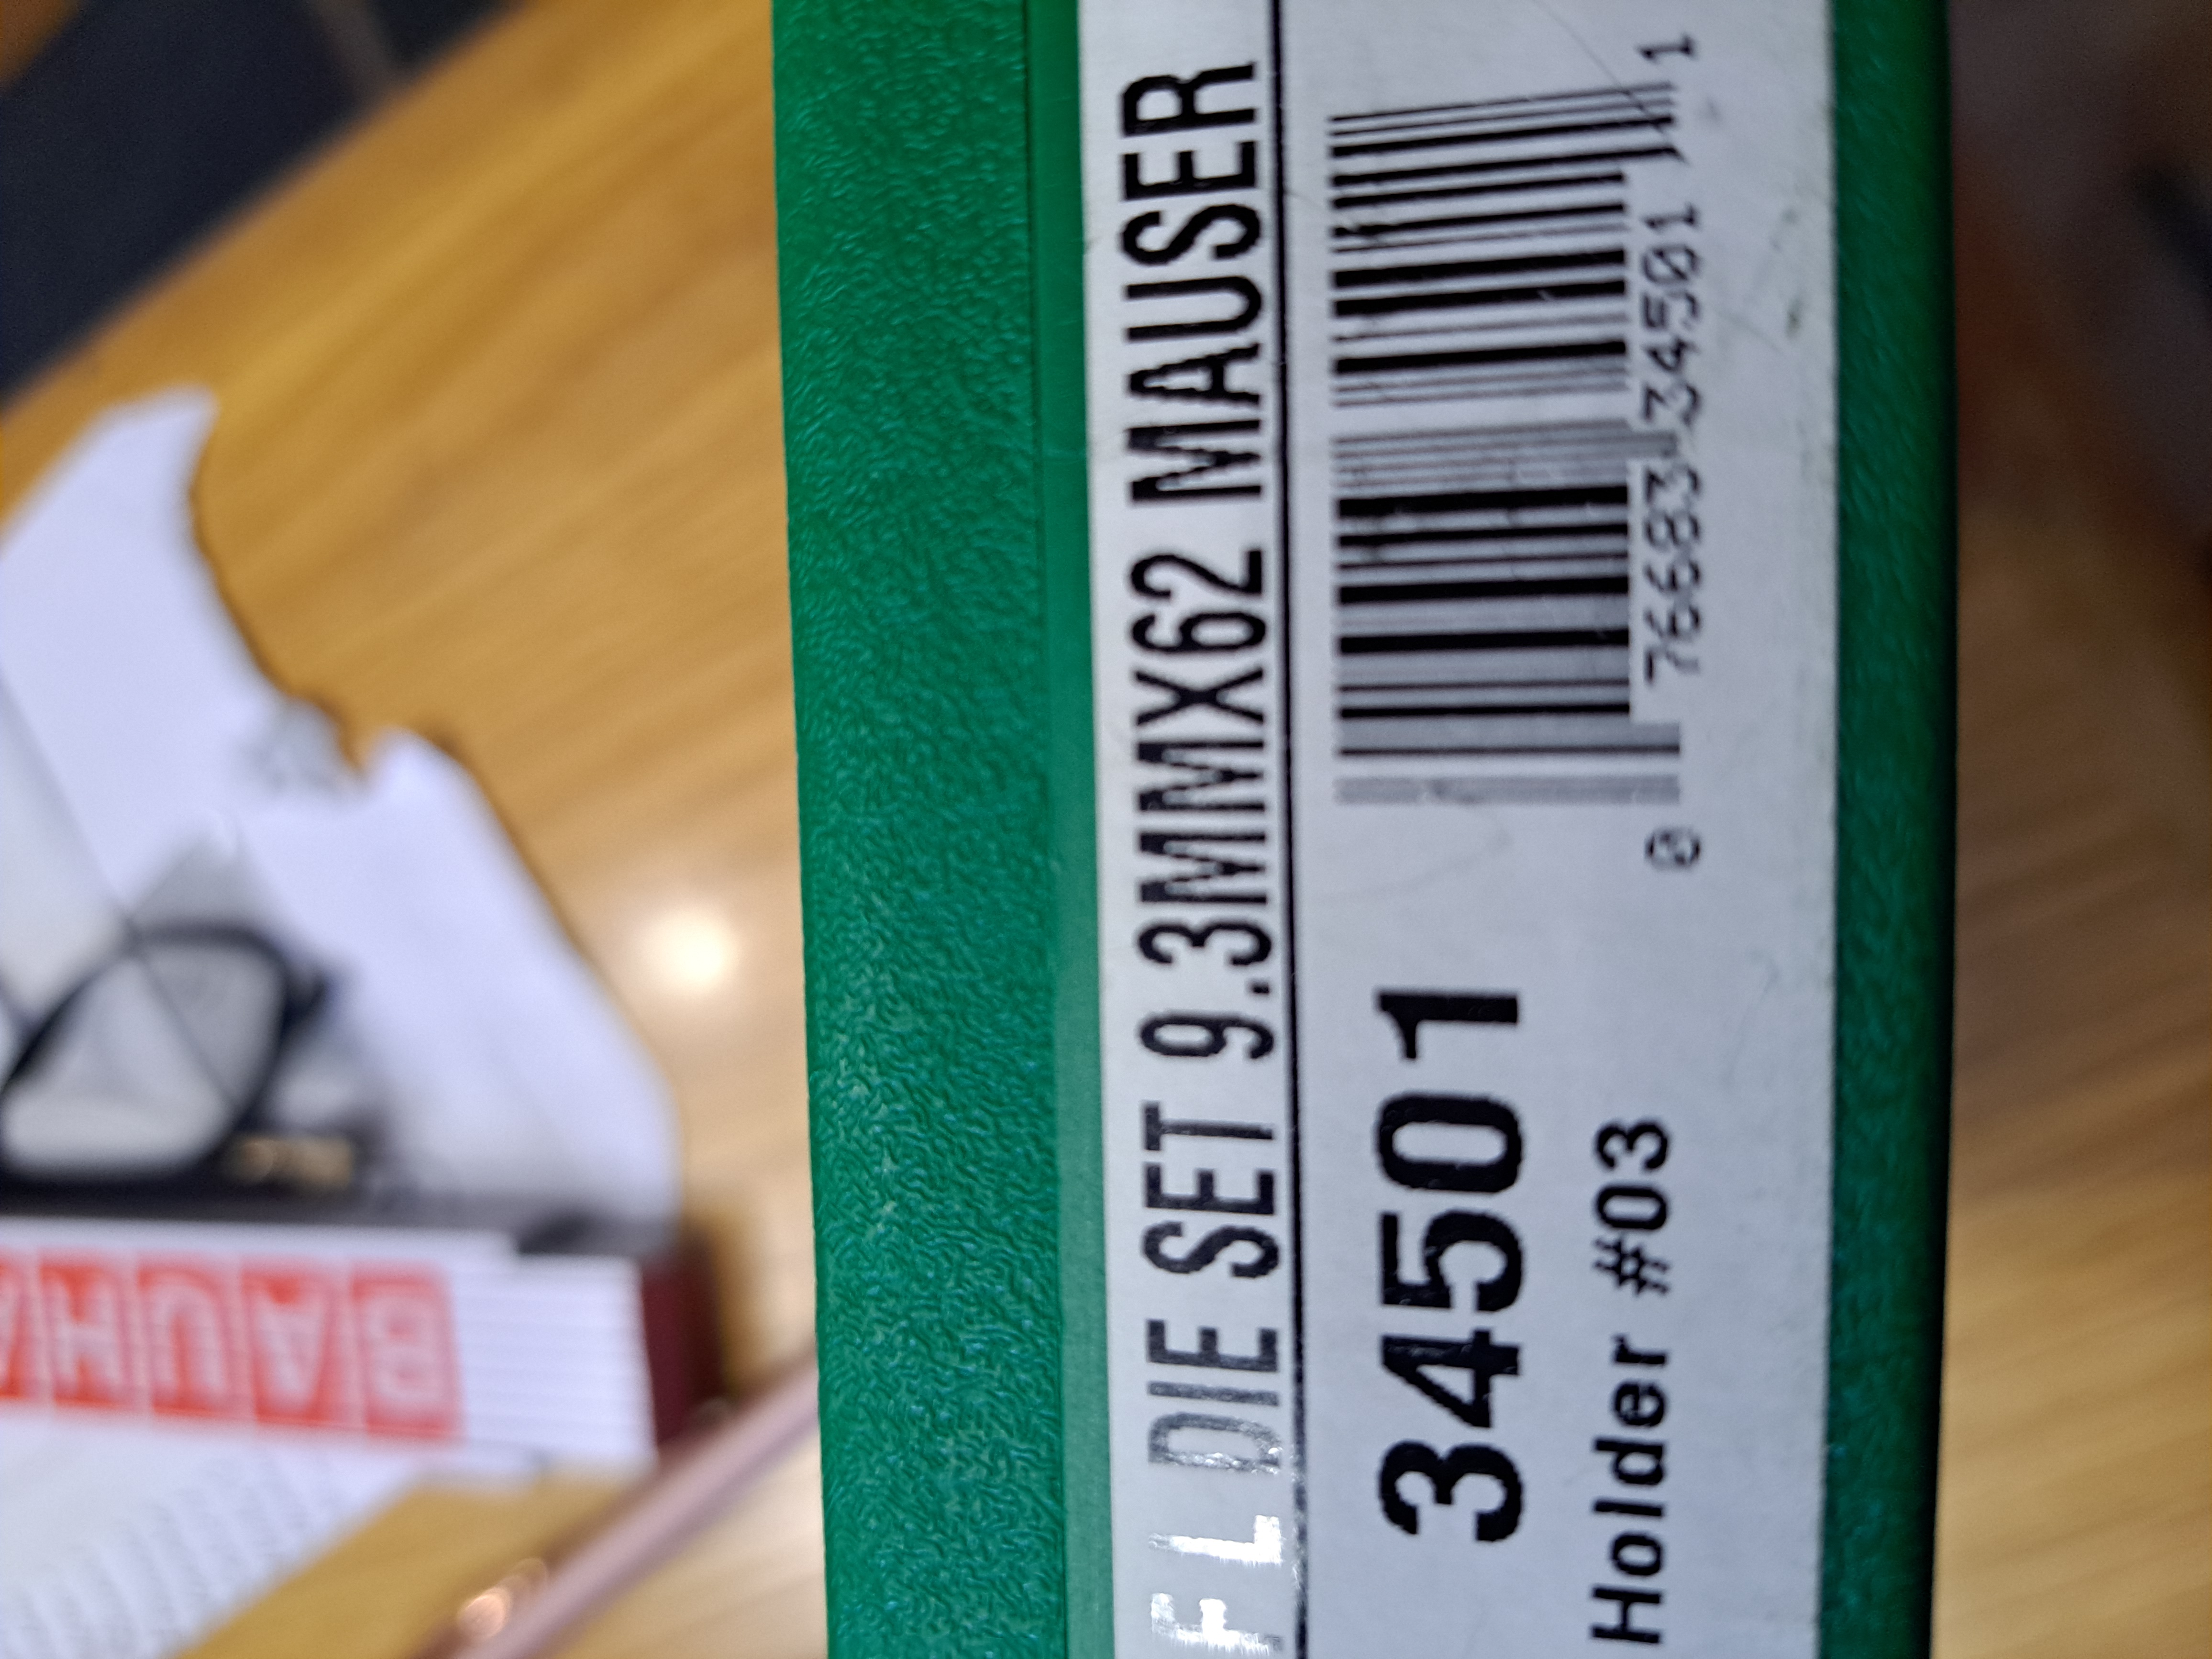 F L DIE SET 9.3MMX62 MAUSER
34501
Holder #03
0 76683 34501 1
BAUHA